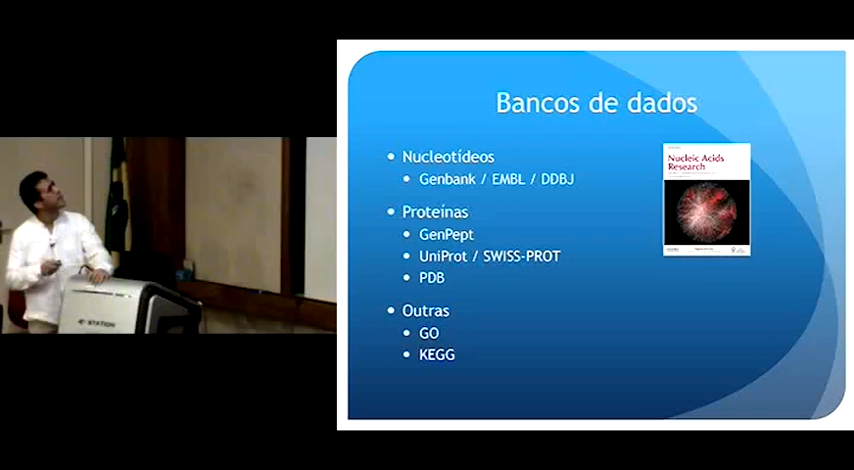 Bancos de dados
Nucleotídeos
Genbank / EMBL / DDBJ
Proteínas
GenPept
UniProt / SWISS-PROT
PDB
Outras
GO
KEGG
Nucleic Acids
Research
STATION